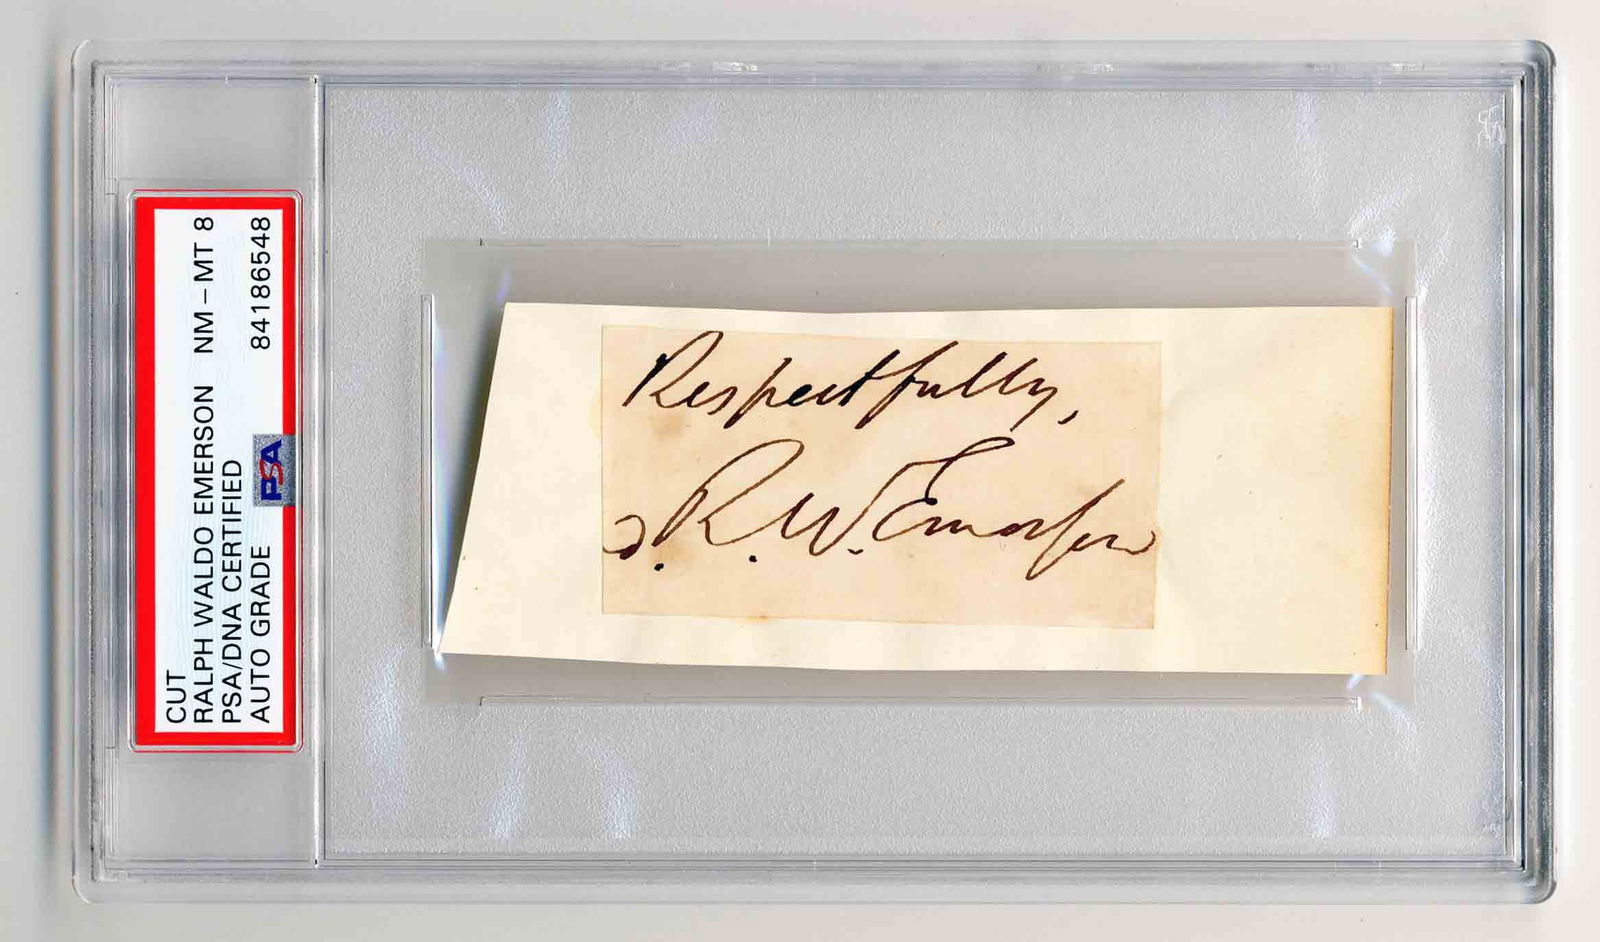 CUT
RALPH WALDO EMERSON NM – MT 8
PSA/DNA CERTIFIED
AUTO GRADE PSA 84186548
Respectfully,
R. W. Emerson